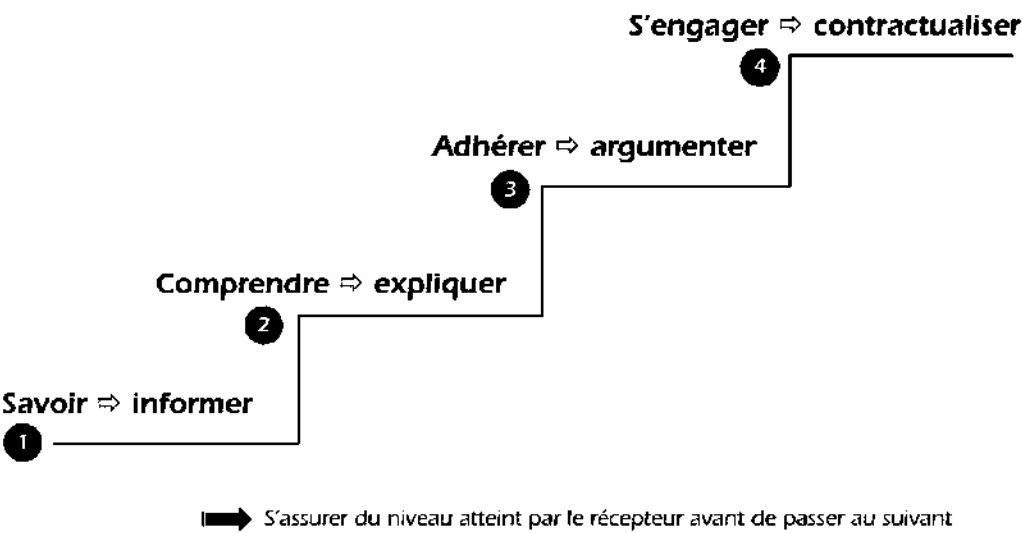 S'engager ⇨ contractualiser
4
Adhérer ⇨ argumenter
3
Comprendre ⇨ expliquer
2
Savoir ⇨ informer
1
S'assurer du niveau atteint par le récepteur avant de passer au suivant